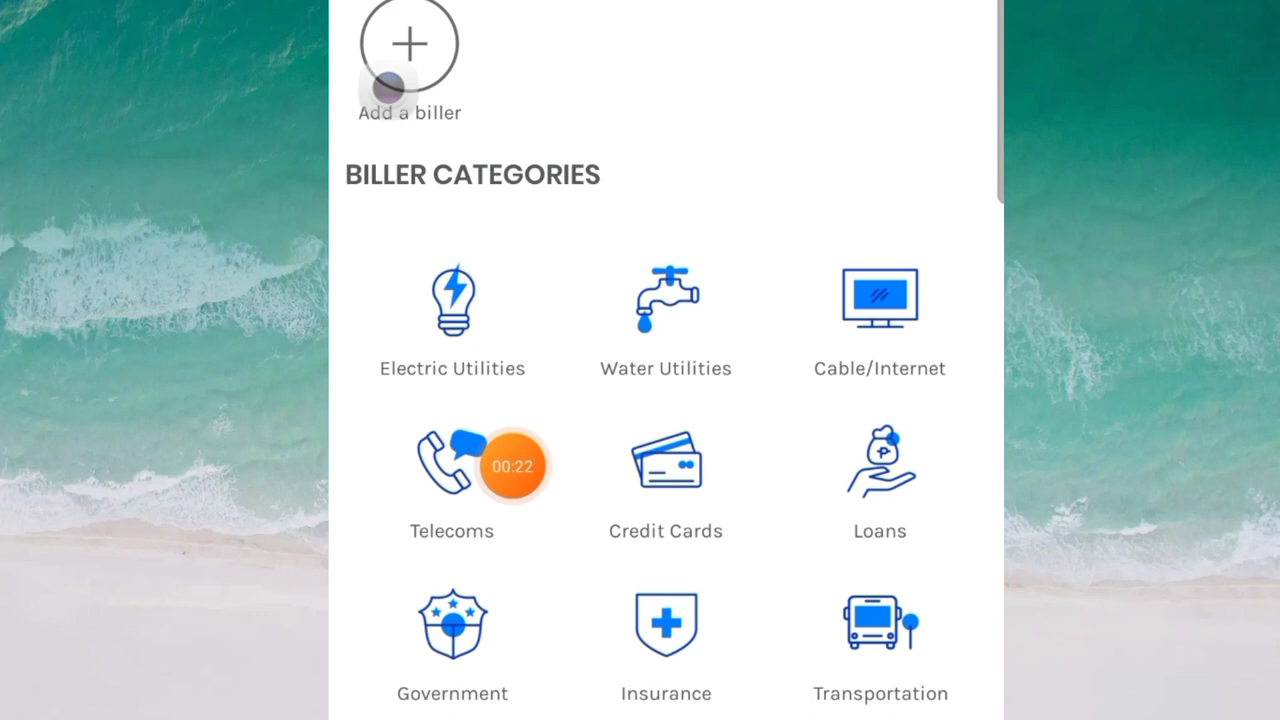 Add a biller
BILLER CATEGORIES
Electric Utilities
Water Utilities
Cable/Internet
00:22
Telecoms
Credit Cards
Loans
Government
Insurance
Transportation